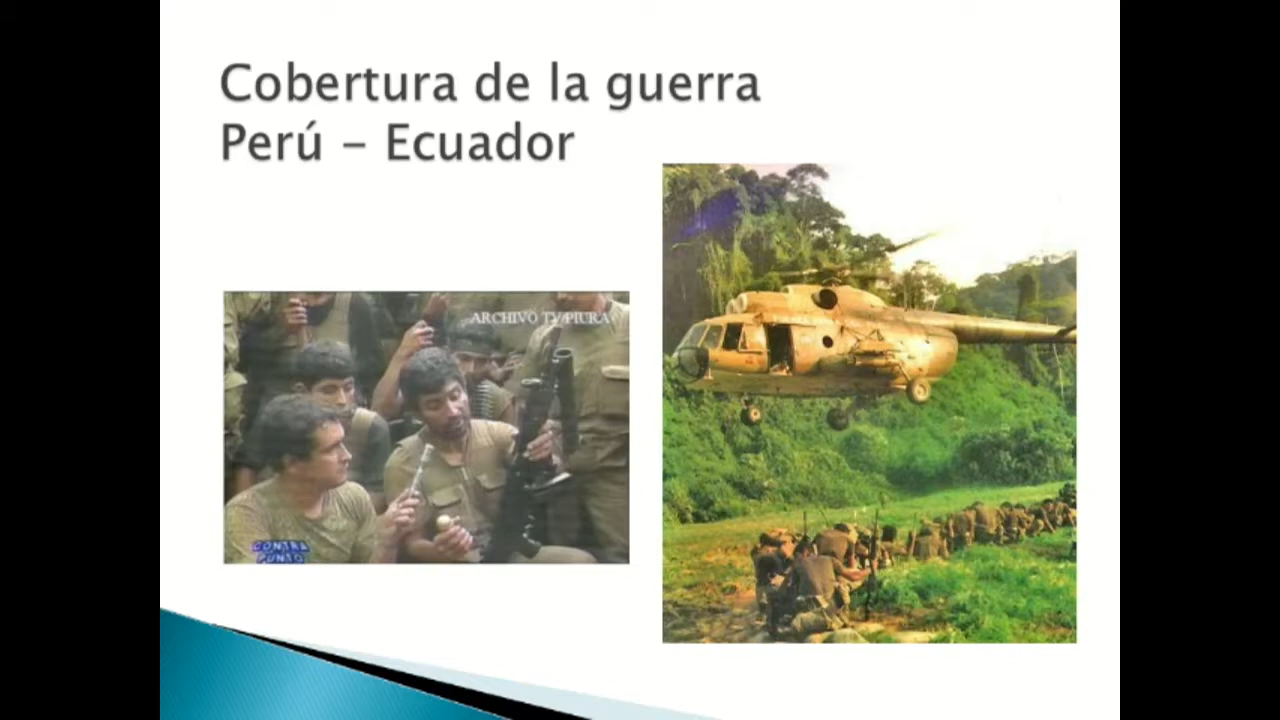 Cobertura de la guerra
Perú - Ecuador
ARCHIVO TV PIURA
CONTRA
PUNTO